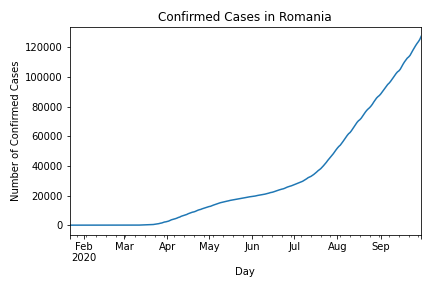 Confirmed Cases in Romania
Number of Confirmed Cases
120000
100000
80000
60000
40000
20000
0
Feb Mar Apr May Jun Jul Aug Sep
2020
Day